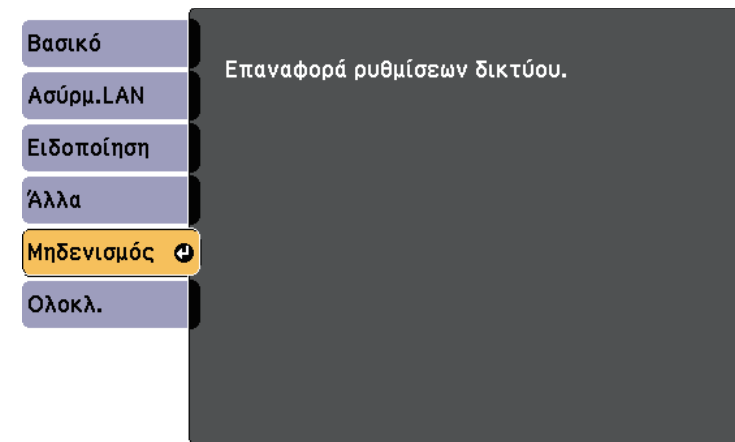 Βασικό
Ασύρμ.LAN
Ειδοποίηση
Άλλα
Μηδενισμός
Ολοκλ.
Επαναφορά ρυθμίσεων δικτύου.